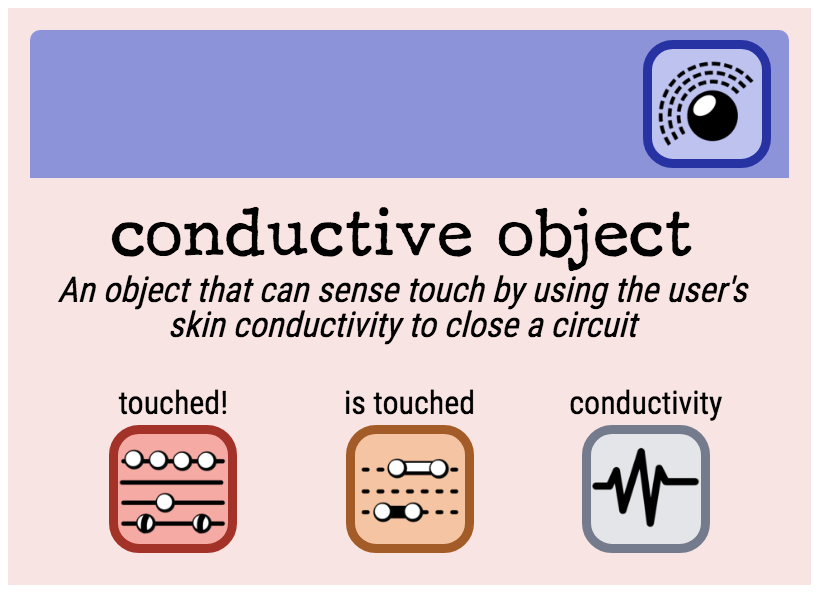 conductive object
An object that can sense touch by using the user's
skin conductivity to close a circuit
touched!
is touched
conductivity